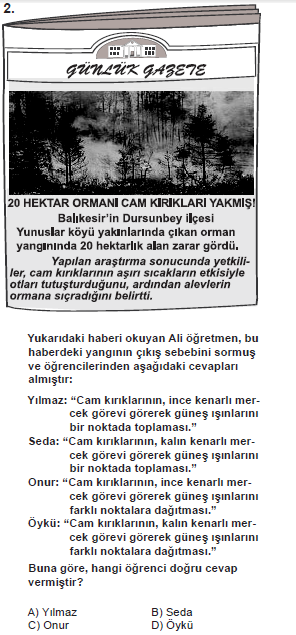 2.
GÜNLÜK GAZETE
20 HEKTAR ORMANI CAM KIRIKLARI YAKMIŞ!
Balıkesir'in Dursunbey ilçesi
Yunuslar köyü yakınlarında çıkan orman
yangınında 20 hektarlık alan zarar gördü.
Yapılan araştırma sonucunda yetkili-
ler, cam kırıklarının aşırı sıcakların etkisiyle
otları tutuşturduğunu, ardından alevlerin
ormana sıçradığını belirtti.
Yukarıdaki haberi okuyan Ali öğretmen, bu
haberdeki yangının çıkış sebebini sormuş
ve öğrencilerinden aşağıdaki cevapları
almıştır:
Yılmaz: “Cam kırıklarının, ince kenarlı mer-
cek görevi görerek güneş ışınlarını
bir noktada toplaması.”
Seda: “Cam kırıklarının, kalın kenarlı mer-
cek görevi görerek güneş ışınlarını
bir noktada toplaması.”
Onur: “Cam kırıklarının, ince kenarlı mer-
cek görevi görerek güneş ışınlarını
farklı noktalara dağıtması.”
Öykü: “Cam kırıklarının, kalın kenarlı mer-
cek görevi görerek güneş ışınlarını
farklı noktalara dağıtması.”
Buna göre, hangi öğrenci doğru cevap
vermiştir?
A) Yılmaz B) Seda
C) Onur D) Öykü